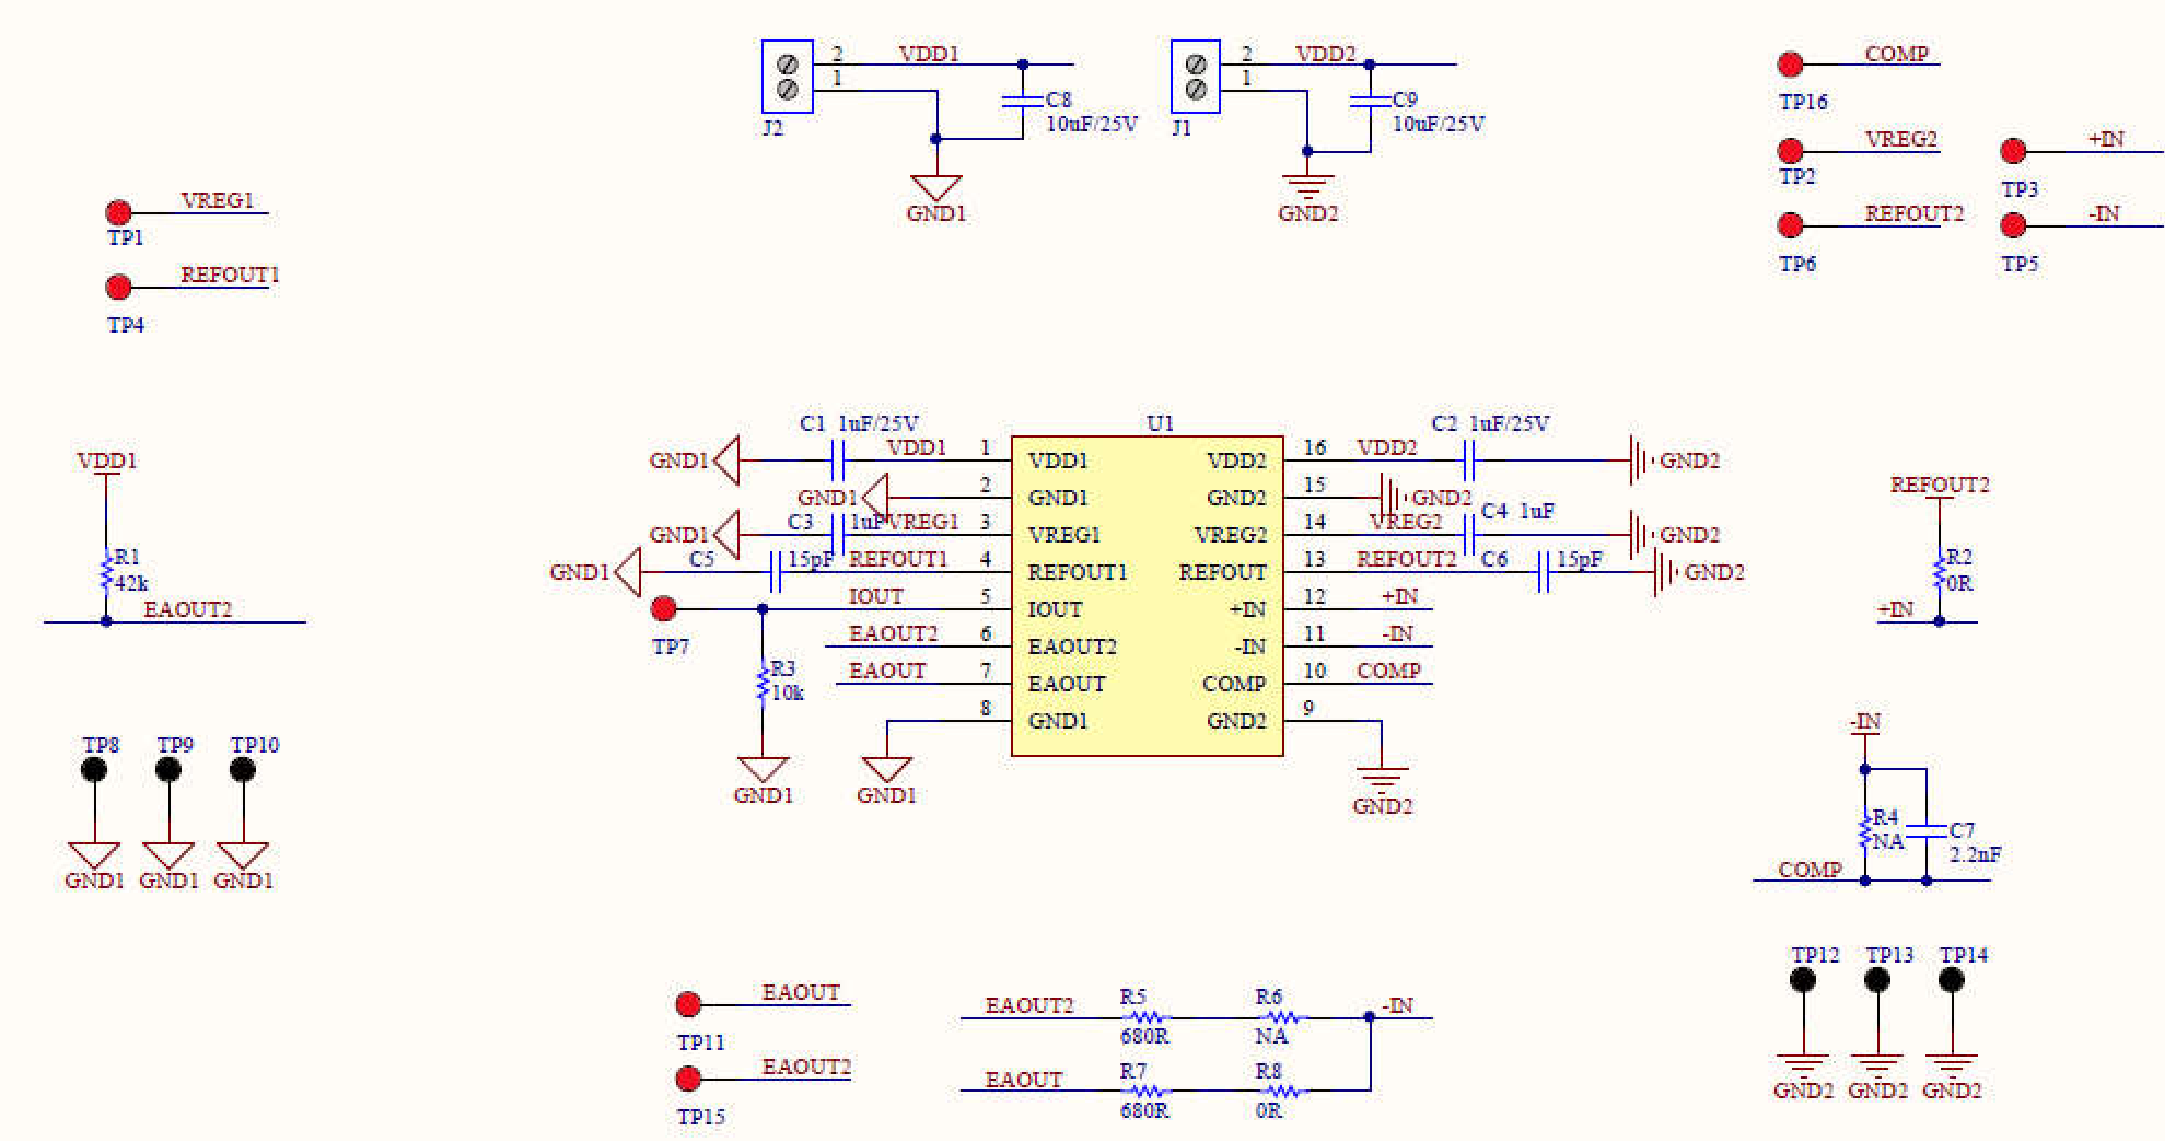 2 VDD1
1
J2
C8
10uF/25V
GND1
2 VDD2
1
J1
C9
10uF/25V
GND2
COMP
TP16
VREG2
TP2
REFOUT2
TP6
+IN
TP3
-IN
TP5
VREG1
TP1
REFOUT1
TP4
VDD1
R1
42k
EAOUT2
TP8 TP9 TP10
GND1 GND1 GND1
U1
C1 1uF/25V
GND1 VDD1 1 VDD1
GND1 2 GND1
C3 1uF
GND1 VREG1 3 VREG1
C5 15pF
GND1 REFOUT1 4 REFOUT1
IOUT 5 IOUT
TP7
EAOUT2 6 EAOUT2
EAOUT 7 EAOUT
8 GND1
R3
10k
GND1 GND1
C2 1uF/25V
VDD2 16 VDD2 GND2
GND2 15 GND2
C4 1uF
VREG2 14 VREG2 GND2
REFOUT 13 REFOUT2 C6 15pF GND2
+IN 12 +IN
-IN 11 -IN
COMP 10 COMP
GND2 9
GND2
REFOUT2
R2
0R
+IN
-IN
R4
NA
C7
2.2nF
COMP
TP12 TP13 TP14
GND2 GND2 GND2
EAOUT
TP11
EAOUT2
TP15
EAOUT2 R5 R6 -IN
680R NA
EAOUT R7 R8
680R 0R